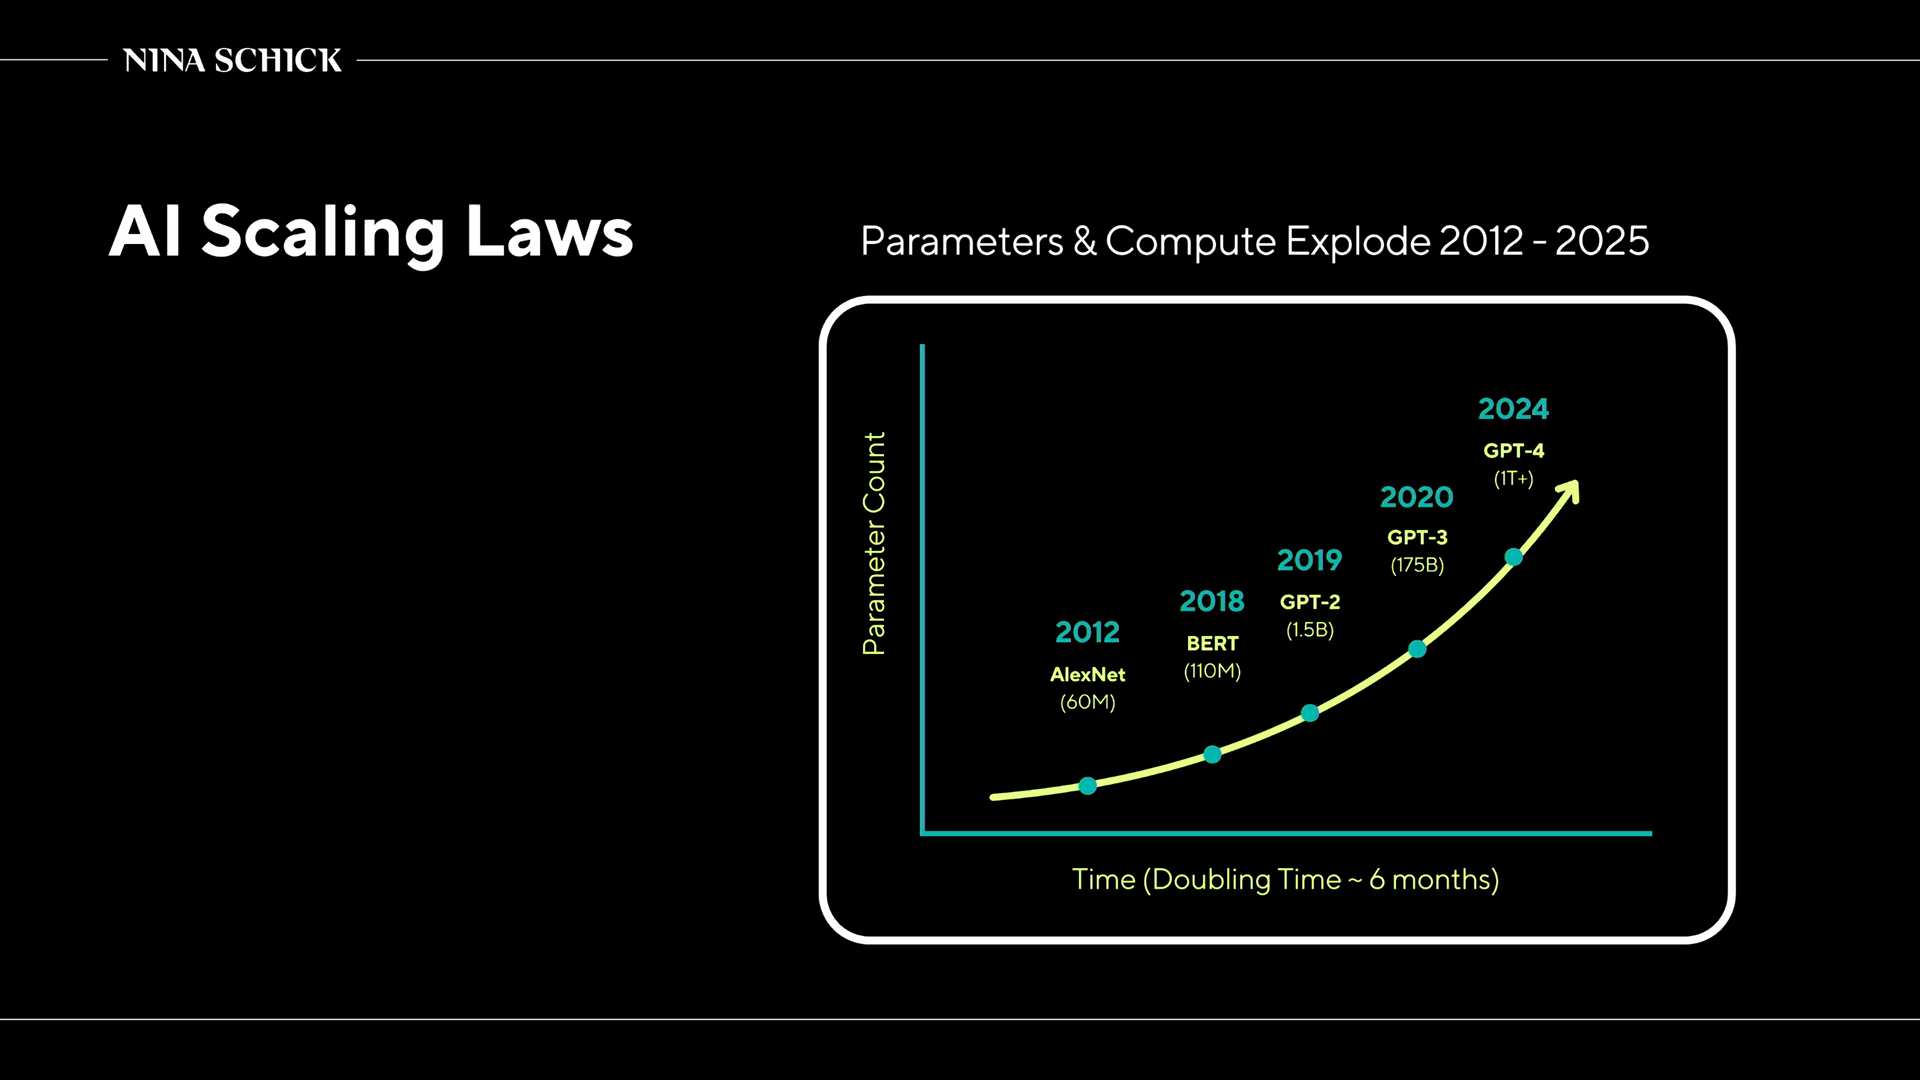 NINA SCHICK
AI Scaling Laws
Parameters & Compute Explode 2012 - 2025
Parameter Count
2012
AlexNet
(60M)
2018
BERT
(110M)
2019
GPT-2
(1.5B)
2020
GPT-3
(175B)
2024
GPT-4
(1T+)
Time (Doubling Time ~ 6 months)